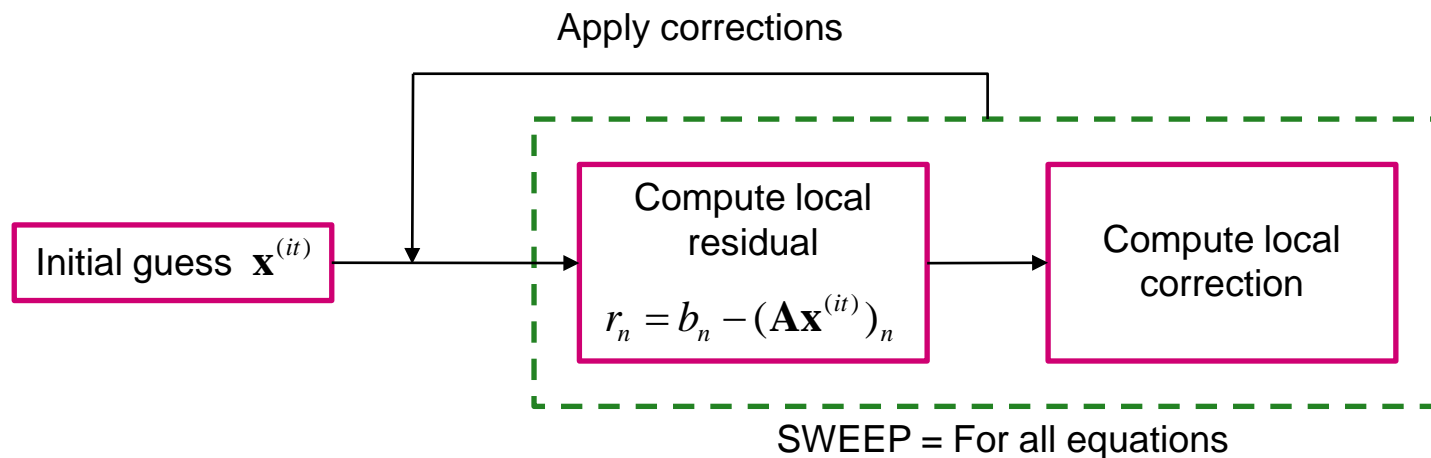 Apply corrections
Initial guess x^(it)
Compute local
residual
r_n = b_n − (Ax^(it))_n
Compute local
correction
SWEEP = For all equations